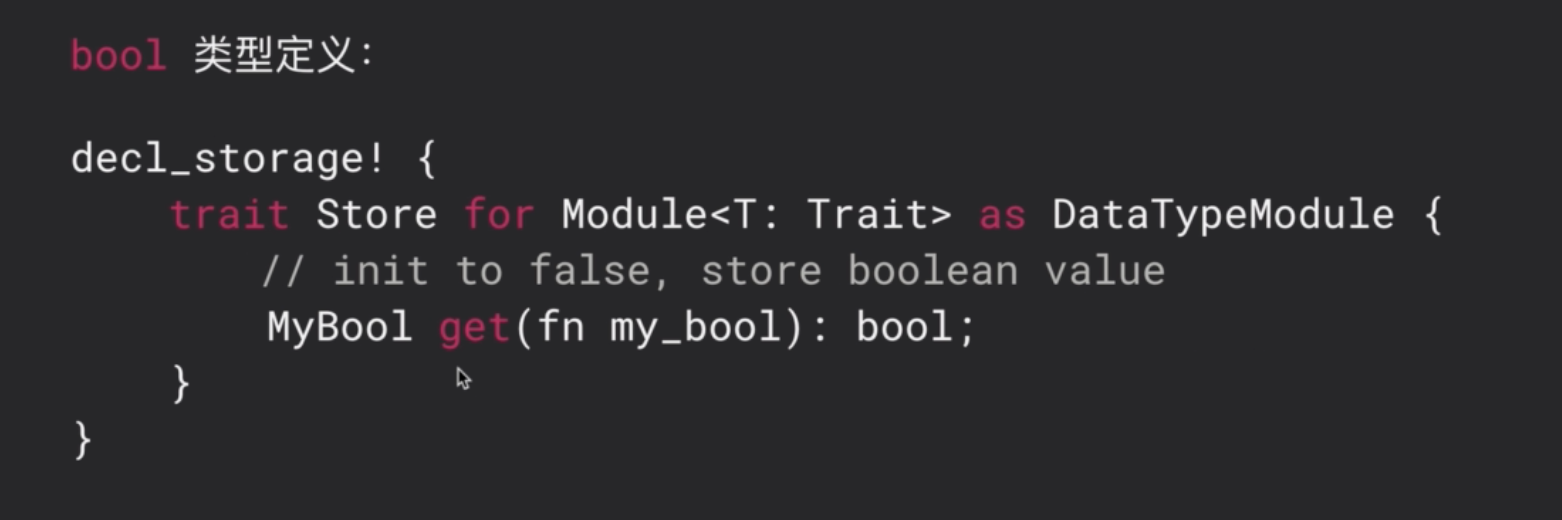 bool 类型定义:
decl_storage! {
trait Store for Module<T: Trait> as DataTypeModule {
// init to false, store boolean value
MyBool get(fn my_bool): bool;
}
}